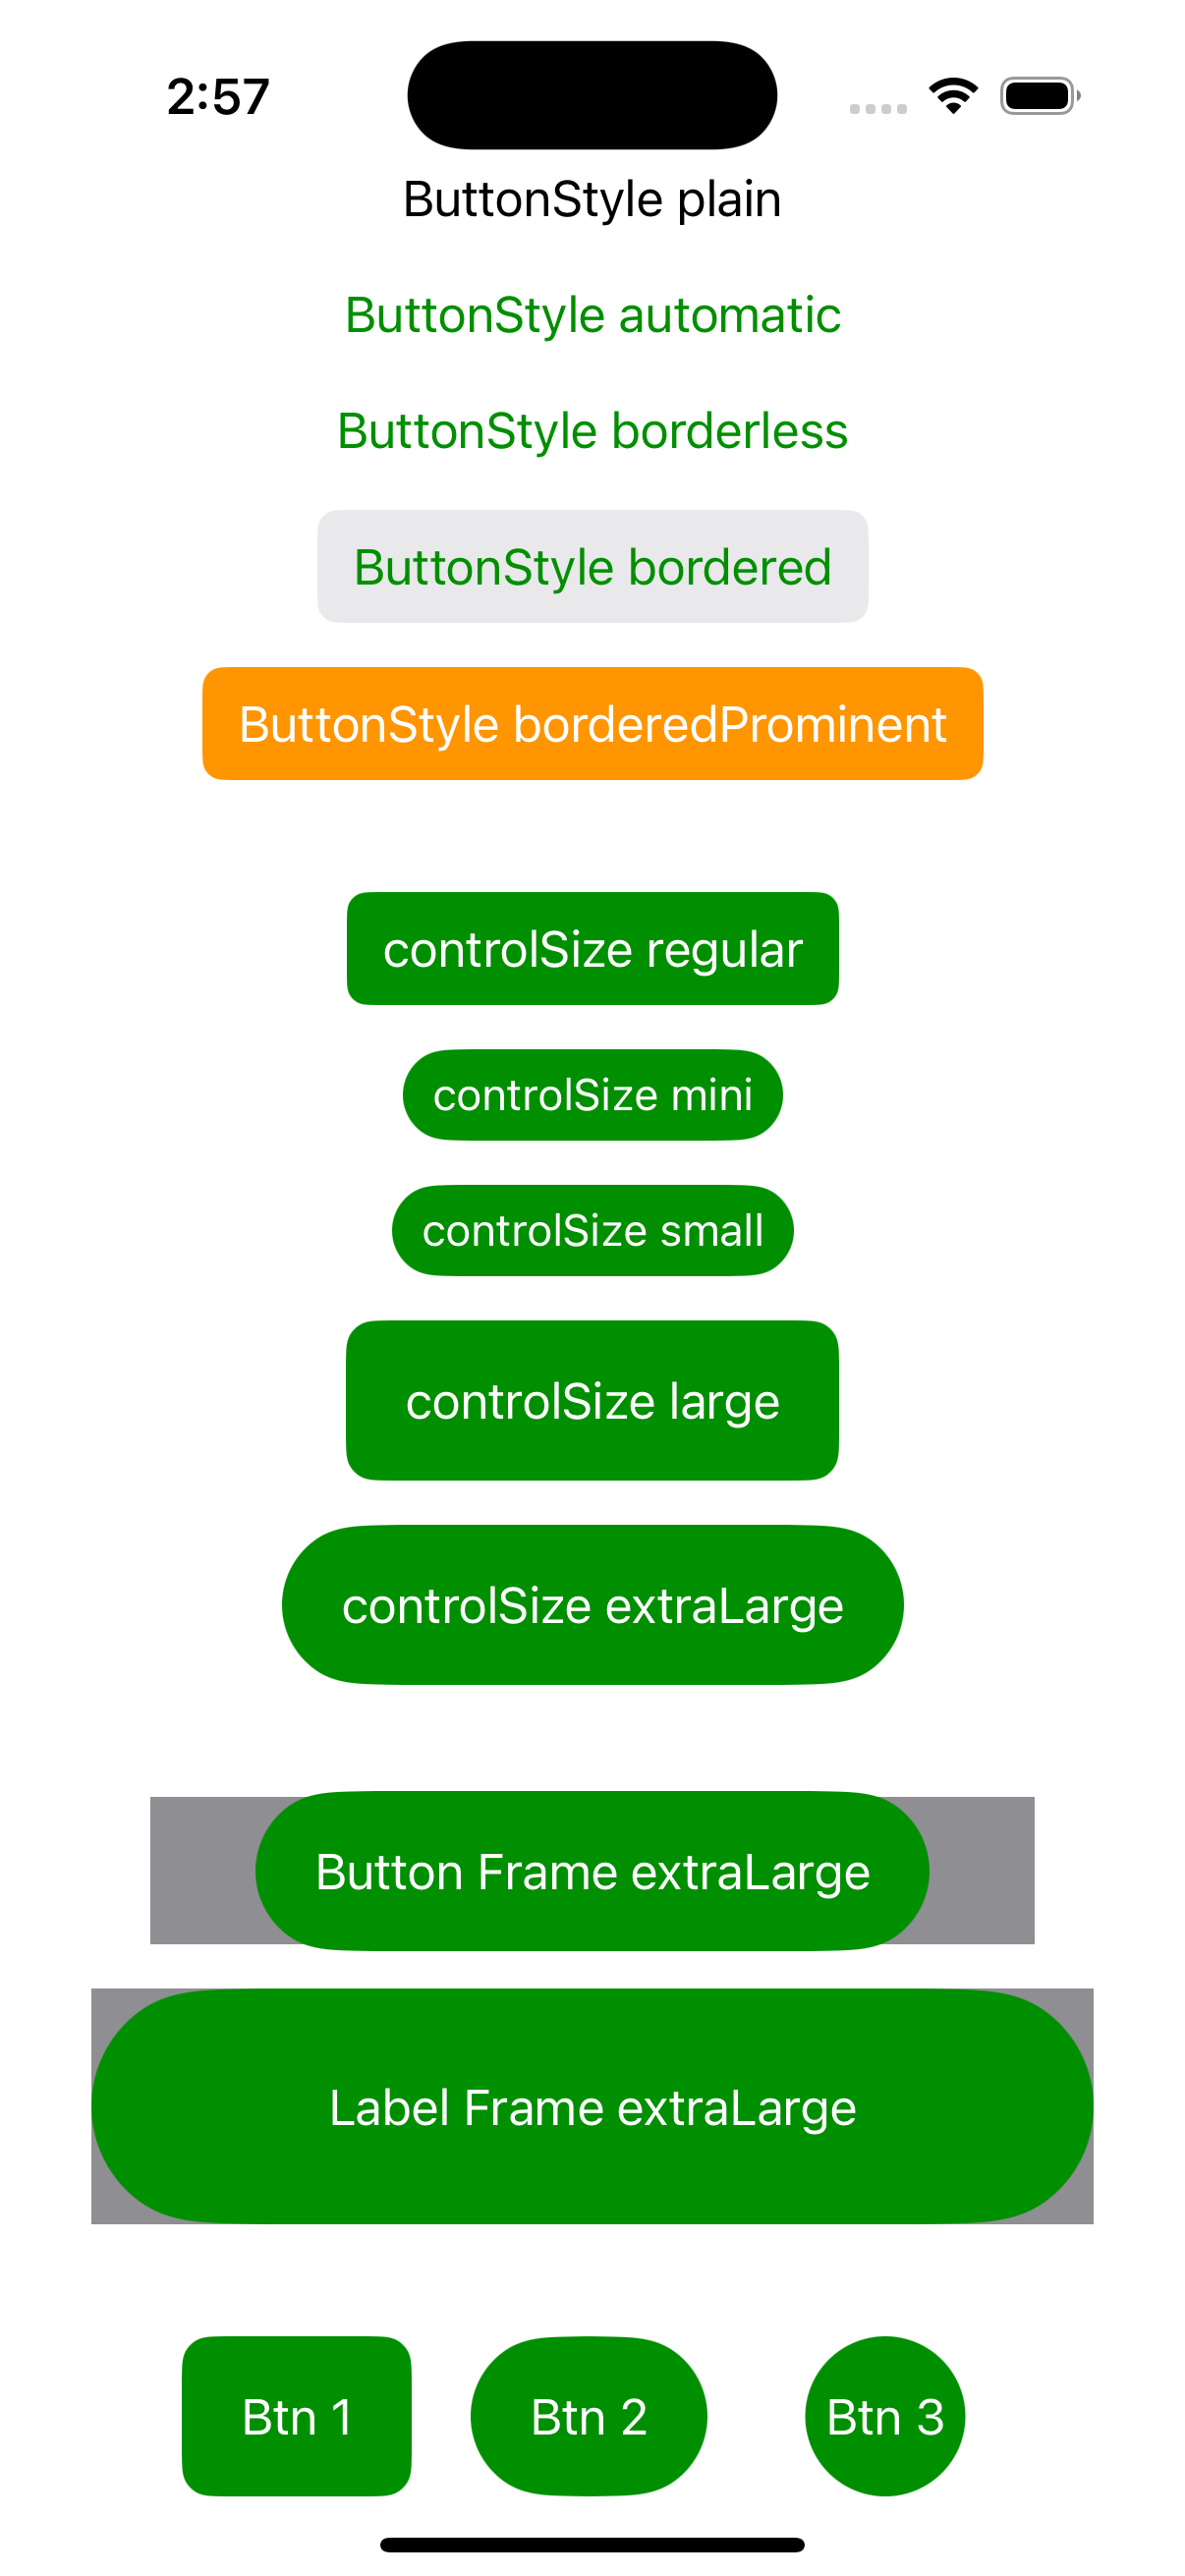 2:57
ButtonStyle plain
ButtonStyle automatic
ButtonStyle borderless
ButtonStyle bordered
ButtonStyle borderedProminent
controlSize regular
controlSize mini
controlSize small
controlSize large
controlSize extraLarge
Button Frame extraLarge
Label Frame extraLarge
Btn 1 Btn 2 Btn 3